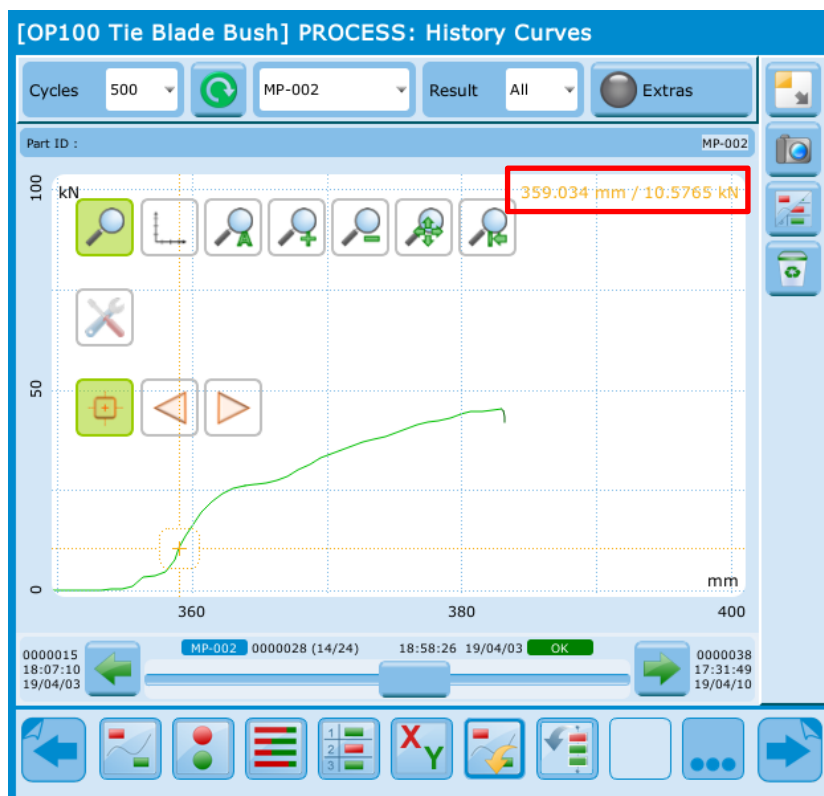 [OP100 Tie Blade Bush] PROCESS: History Curves
Cycles 500 MP-002 Result All Extras
Part ID : MP-002
100 kN 359.034 mm / 10.5765 kN
A
50
0 mm
360 380 400
0000015 MP-002 0000028 (14/24) 18:58:26 19/04/03 OK 0000038
18:07:10 17:31:49
19/04/03 19/04/10
1 X
2 Y
3